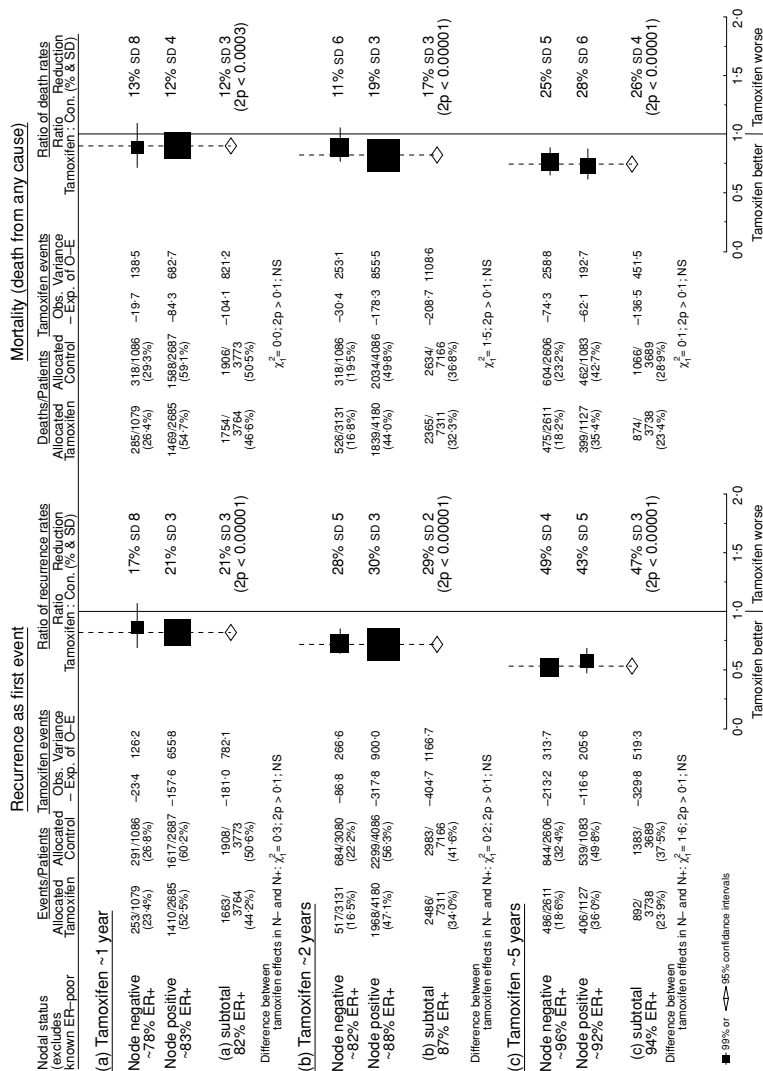 Recurrence as first event Mortality (death from any cause)
Nodal status
(excludes
known ER–poor
Events/Patients Tamoxifen events Ratio of recurrence rates Deaths/Patients Tamoxifen events Ratio of death rates
Allocated Allocated Obs. Variance Ratio Reduction Allocated Allocated Obs. Variance Ratio Reduction
Tamoxifen Control – Exp. of O–E Tamoxifen : Con. (% & SD) Tamoxifen Control – Exp. of O–E Tamoxifen : Con. (% & SD)
(a) Tamoxifen ~1 year
Node negative 253/1079 291/1086 –23·4 126·2 17% SD 8 285/1079 318/1086 –19·7 138·5 13% SD 8
~78% ER+ (23·4%) (26·8%) (26·4%) (29·3%)
Node positive 1410/2685 1617/2687 –157·6 655·8 21% SD 3 1469/2685 1588/2687 –84·3 682·7 12% SD 4
~83% ER+ (52·5%) (60·2%) (54·7%) (59·1%)
(a) subtotal 1663/ 1908/ –181·0 782·1 21% SD 3 1754/ 1906/ –104·1 821·2 12% SD 3
82% ER+ 3764 3773 (2p < 0.00001) 3764 3773 (2p < 0.0003)
(44·2%) (50·6%) (46·6%) (50·5%)
Difference between
tamoxifen effects in N– and N+: χ₁² = 0·3; 2p > 0·1; NS χ₁² = 0·0; 2p > 0·1; NS
(b) Tamoxifen ~2 years
Node negative 517/3131 684/3080 –86·8 266·6 28% SD 5 526/3131 318/1086 –30·4 253·1 11% SD 6
~82% ER+ (16·5%) (22·2%) (16·8%) (19·5%)
Node positive 1968/4180 2299/4086 –317·8 900·0 30% SD 3 1839/4180 2034/4086 –178·3 855·5 19% SD 3
~88% ER+ (47·1%) (56·3%) (44·0%) (49·8%)
(b) subtotal 2486/ 2983/ –404·7 1166·7 29% SD 2 2365/ 2634/ –208·7 1108·6 17% SD 3
87% ER+ 7311 7166 (2p < 0.00001) 7311 7166 (2p < 0.00001)
(34·0%) (41·6%) (32·3%) (36·8%)
Difference between
tamoxifen effects in N– and N+: χ₁² = 0·2; 2p > 0·1; NS χ₁² = 1·5; 2p > 0·1; NS
(c) Tamoxifen ~5 years
Node negative 486/2611 844/2606 –213·2 313·7 49% SD 4 475/2611 604/2606 –74·3 258·8 25% SD 5
~96% ER+ (18·6%) (32·4%) (18·2%) (23·2%)
Node positive 406/1127 539/1083 –116·6 205·6 43% SD 5 399/1127 462/1083 –62·1 192·7 28% SD 6
~92% ER+ (36·0%) (49·8%) (35·4%) (42·7%)
(c) subtotal 892/ 1383/ –329·8 519·3 47% SD 3 874/ 1066/ –136·5 451·5 26% SD 4
94% ER+ 3738 3689 (2p < 0.00001) 3738 3689 (2p < 0.0001)
(23·9%) (37·5%) (23·4%) (28·9%)
Difference between
tamoxifen effects in N– and N+: χ₁² = 1·6; 2p > 0·1; NS χ₁² = 0·1; 2p > 0·1; NS
99% or 95% confidence intervals
0·0 0·5 1·0 1·5 2·0 0·0 0·5 1·0 1·5 2·0
Tamoxifen better Tamoxifen worse Tamoxifen better Tamoxifen worse